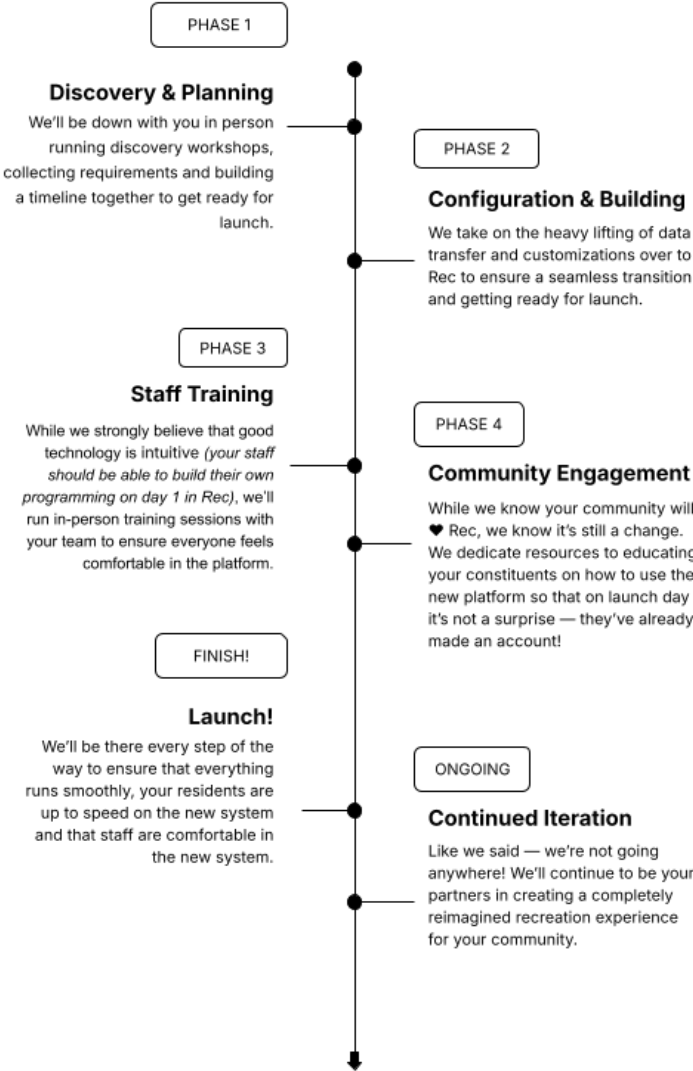 PHASE 1
Discovery & Planning
We’ll be down with you in person
running discovery workshops,
collecting requirements and building
a timeline together to get ready for
launch.
PHASE 2
Configuration & Building
We take on the heavy lifting of data
transfer and customizations over to
Rec to ensure a seamless transition
and getting ready for launch.
PHASE 3
Staff Training
While we strongly believe that good
technology is intuitive (your staff
should be able to build their own
programming on day 1 in Rec), we’ll
run in-person training sessions with
your team to ensure everyone feels
comfortable in the platform.
PHASE 4
Community Engagement
While we know your community will
♥ Rec, we know it’s still a change.
We dedicate resources to educating
your constituents on how to use the
new platform so that on launch day
it’s not a surprise — they’ve already
made an account!
FINISH!
Launch!
We’ll be there every step of the
way to ensure that everything
runs smoothly, your residents are
up to speed on the new system
and that staff are comfortable in
the new system.
ONGOING
Continued Iteration
Like we said — we’re not going
anywhere! We’ll continue to be your
partners in creating a completely
reimagined recreation experience
for your community.